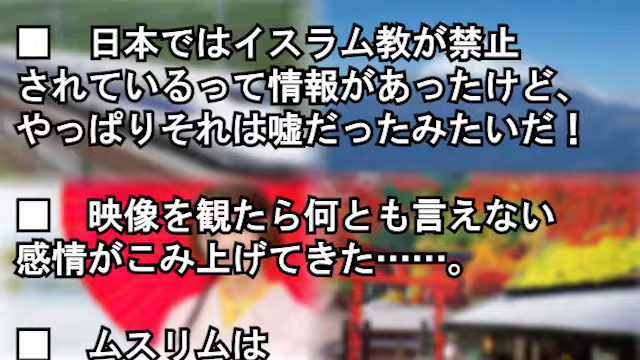 ■ 日本ではイスラム教が禁止
されているって情報があったけど、
やっぱりそれは嘘だったみたいだ！
■ 映像を観たら何とも言えない
感情がこみ上げてきた……。
■ ムスリムは